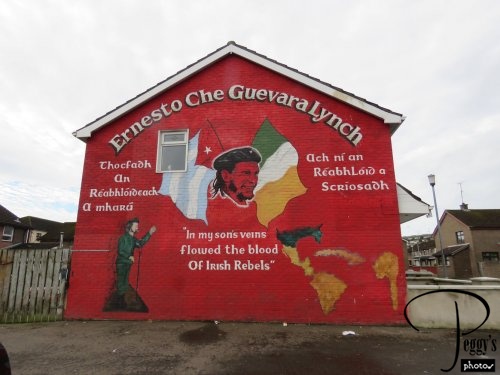 Ernesto Che Guevara Lynch
Thocfadh
An
Réabhlóideach
A mhará
Ach ní an
Réabhlóid a
Scriosadh
"In my son's veins
flowed the blood
Of Irish Rebels"
Peggy's
photos